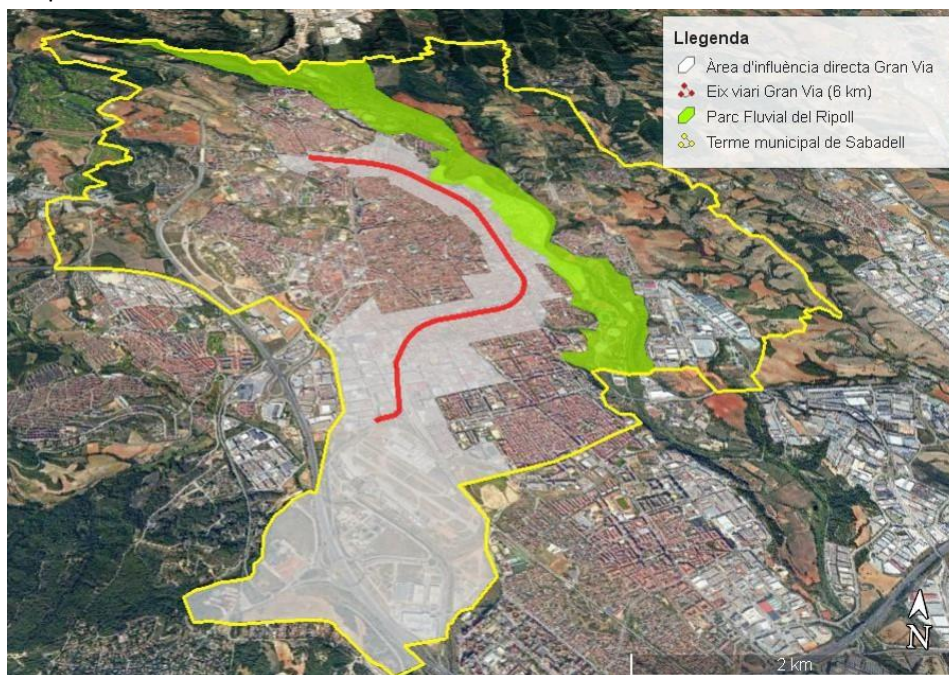 Llegenda
Àrea d'influència directa Gran Via
Eix viari Gran Via (6 km)
Parc Fluvial del Ripoll
Terme municipal de Sabadell
N
2 km